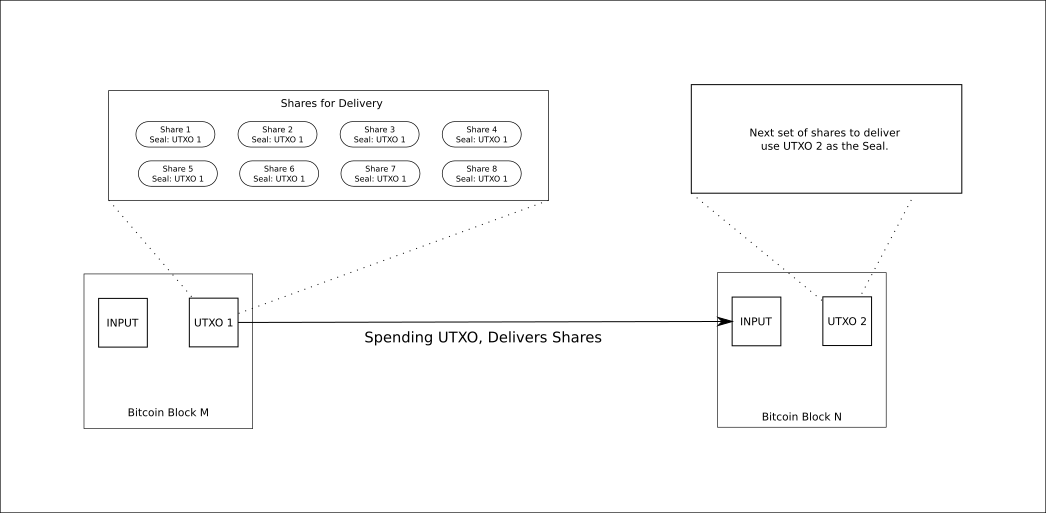 Shares for Delivery
Share 1
Seal: UTXO 1
Share 2
Seal: UTXO 1
Share 3
Seal: UTXO 1
Share 4
Seal: UTXO 1
Share 5
Seal: UTXO 1
Share 6
Seal: UTXO 1
Share 7
Seal: UTXO 1
Share 8
Seal: UTXO 1
Next set of shares to deliver
use UTXO 2 as the Seal.
INPUT
UTXO 1
Bitcoin Block M
Spending UTXO, Delivers Shares
INPUT
UTXO 2
Bitcoin Block N